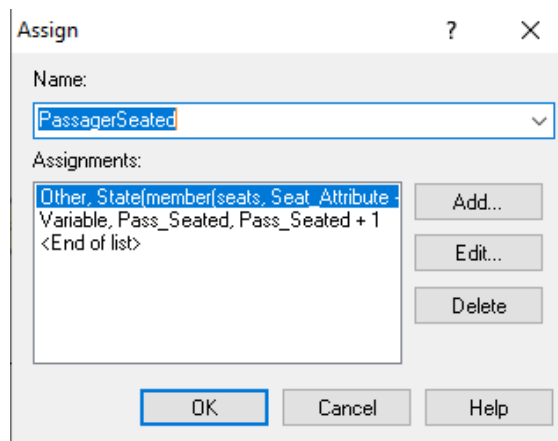 Assign ? ×
Name:
PassagerSeated
Assignments:
Other, State(member(seats, Seat_Attribute -
Variable, Pass_Seated, Pass_Seated + 1
<End of list>
Add...
Edit...
Delete
OK Cancel Help